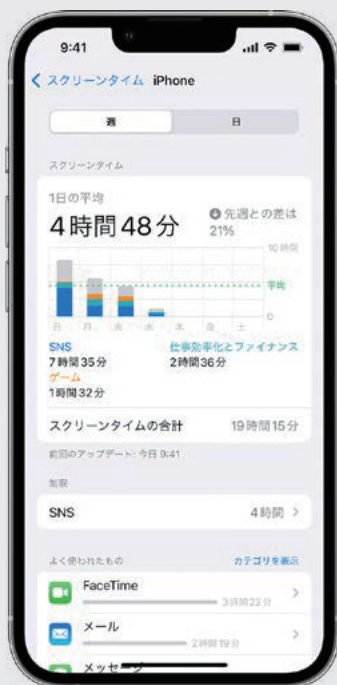 9:41
スクリーンタイム iPhone
週 日
スクリーンタイム
1日の平均
4時間48分
先週との差は
21%
10時間
平均
0
日 月 火 水 木 金 土
SNS 仕事効率化とファイナンス
7時間35分 2時間36分
ゲーム
1時間32分
スクリーンタイムの合計 19時間15分
前回のアップデート: 今日 9:41
制限
SNS 4時間
よく使われたもの カテゴリを表示
FaceTime
3時間22分
メール
2時間19分
メッセージ